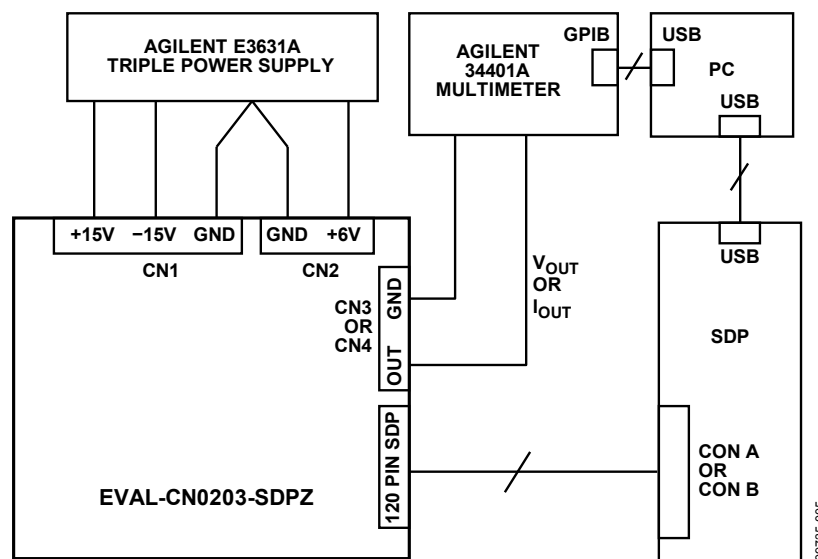 AGILENT E3631A
TRIPLE POWER SUPPLY
AGILENT
34401A
MULTIMETER
GPIB
USB
PC
USB
+15V −15V GND
GND +6V
CN1
CN2
CN3
OR
CN4
GND
OUT
VOUT
OR
IOUT
USB
SDP
120 PIN SDP
CON A
OR
CON B
EVAL-CN0203-SDPZ